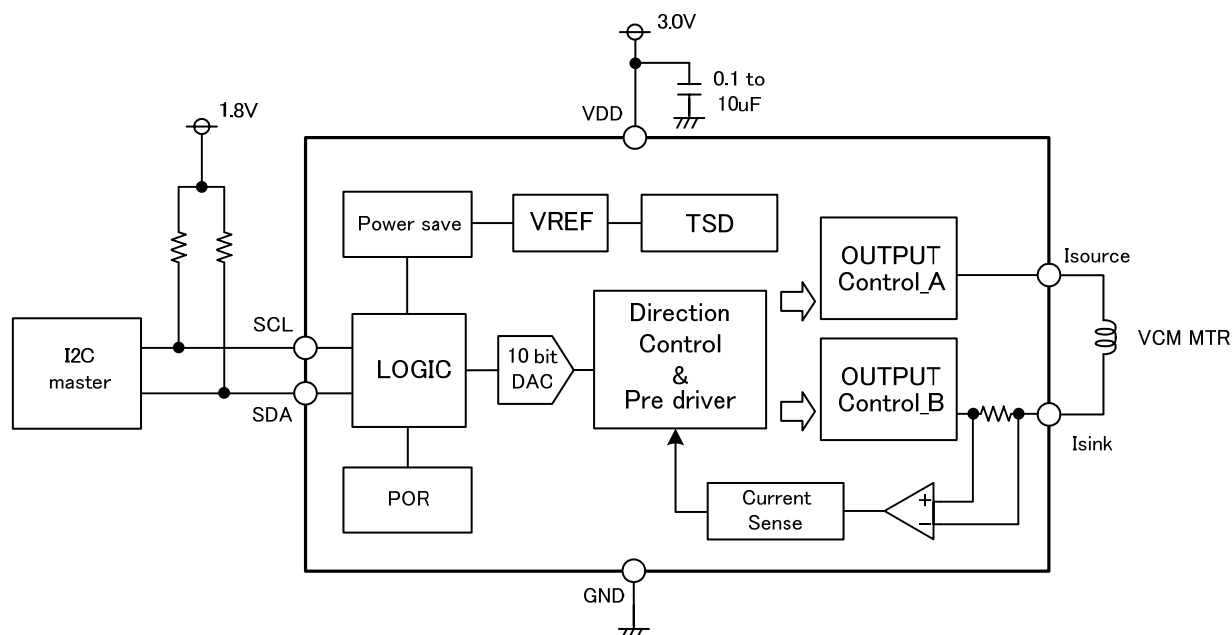 3.0V
0.1 to
10uF
VDD
1.8V
Power save
VREF
TSD
OUTPUT
Control_A
Isource
I2C
master
SCL
SDA
LOGIC
10 bit
DAC
Direction
Control
&
Pre driver
OUTPUT
Control_B
VCM MTR
Isink
POR
Current
Sense
+
−
GND